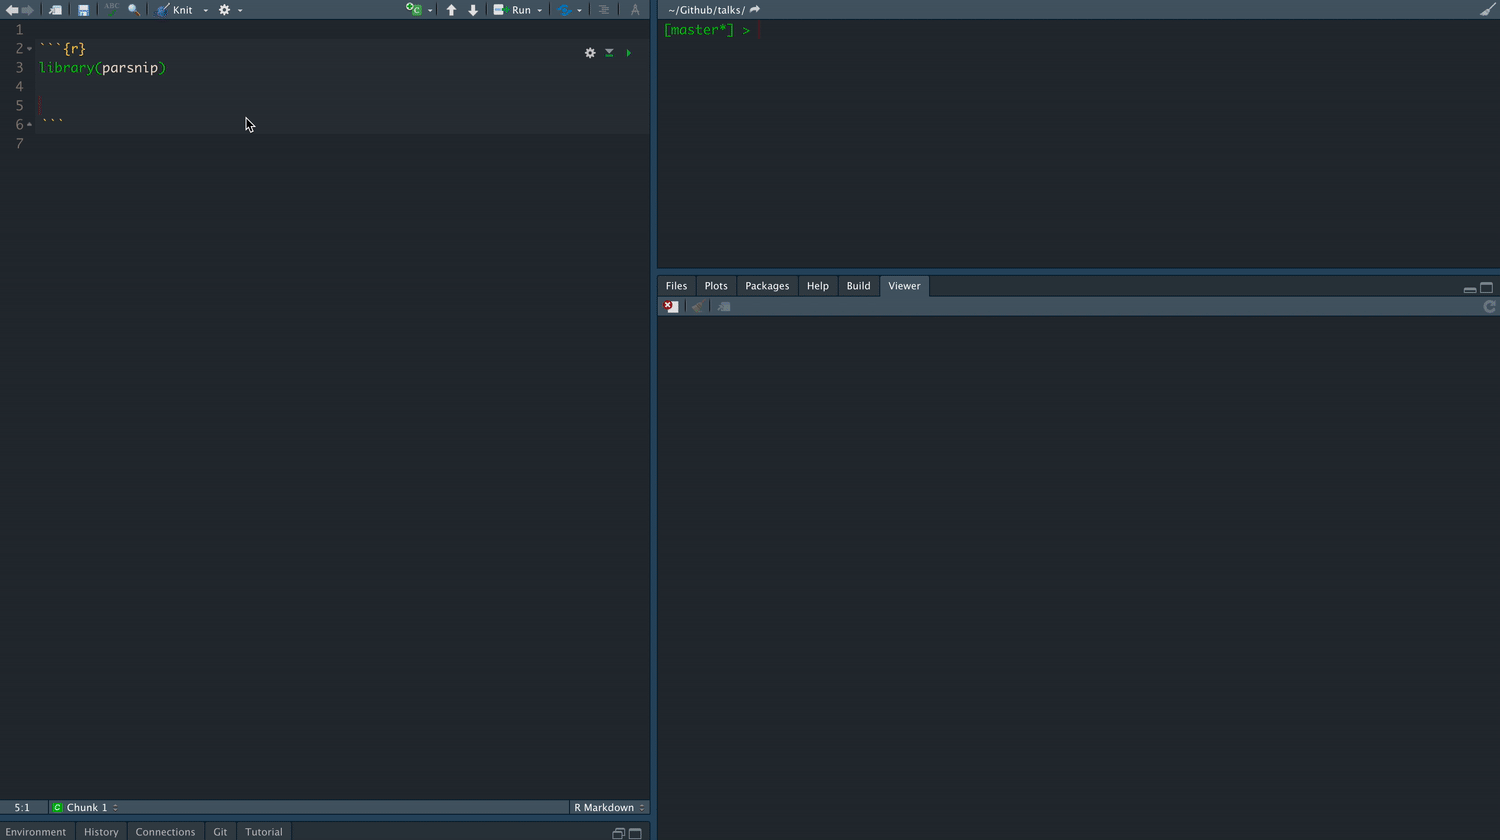 ABC Knit Run
1
2 ```{r}
3 library(parsnip)
4
5
6 ```
7
5:1 C Chunk 1 R Markdown
Environment History Connections Git Tutorial
~/Github/talks/
[master*] >
Files Plots Packages Help Build Viewer